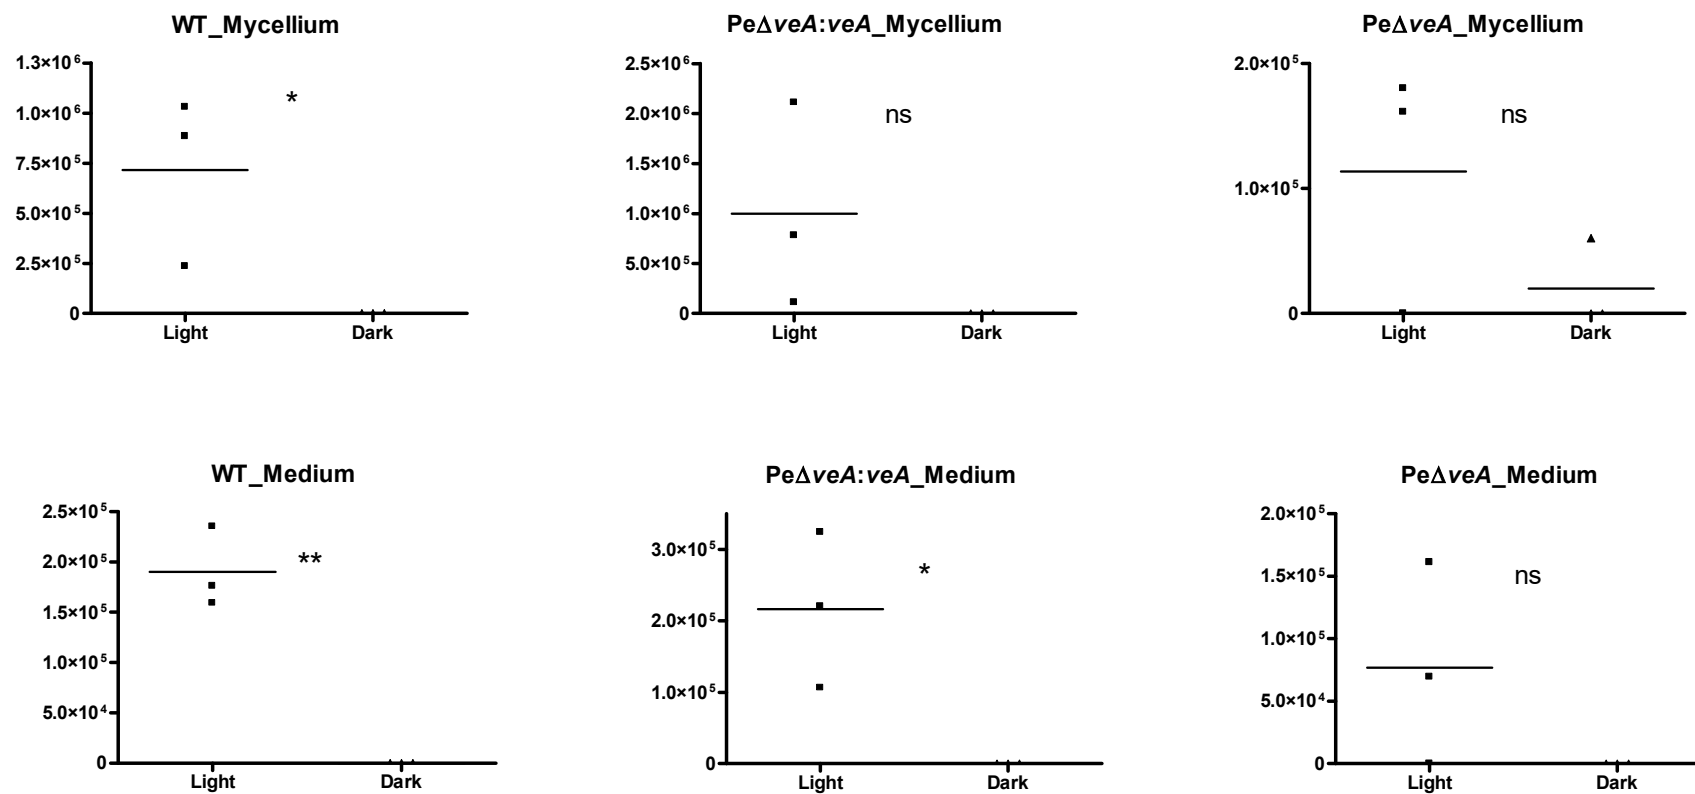 WT_Mycellium
1.3×10⁶
1.0×10⁶
7.5×10⁵
5.0×10⁵
2.5×10⁵
0
*
Light Dark
PeΔveA:veA_Mycellium
2.5×10⁶
2.0×10⁶
1.5×10⁶
1.0×10⁶
5.0×10⁵
0
ns
Light Dark
PeΔveA_Mycellium
2.0×10⁵
1.0×10⁵
0
ns
Light Dark
WT_Medium
2.5×10⁵
2.0×10⁵
1.5×10⁵
1.0×10⁵
5.0×10⁴
0
**
Light Dark
PeΔveA:veA_Medium
3.0×10⁵
2.0×10⁵
1.0×10⁵
0
*
Light Dark
PeΔveA_Medium
2.0×10⁵
1.5×10⁵
1.0×10⁵
5.0×10⁴
0
ns
Light Dark